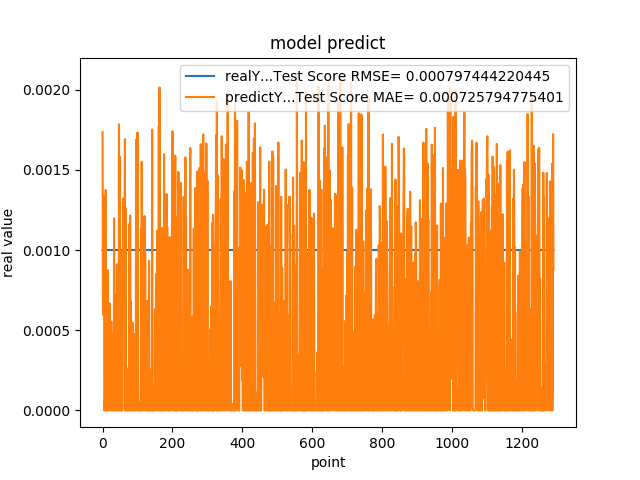 model predict
realY...Test Score RMSE= 0.000797444220445
predictY...Test Score MAE= 0.000725794775401
real value
0.0020
0.0015
0.0010
0.0005
0.0000
0 200 400 600 800 1000 1200
point